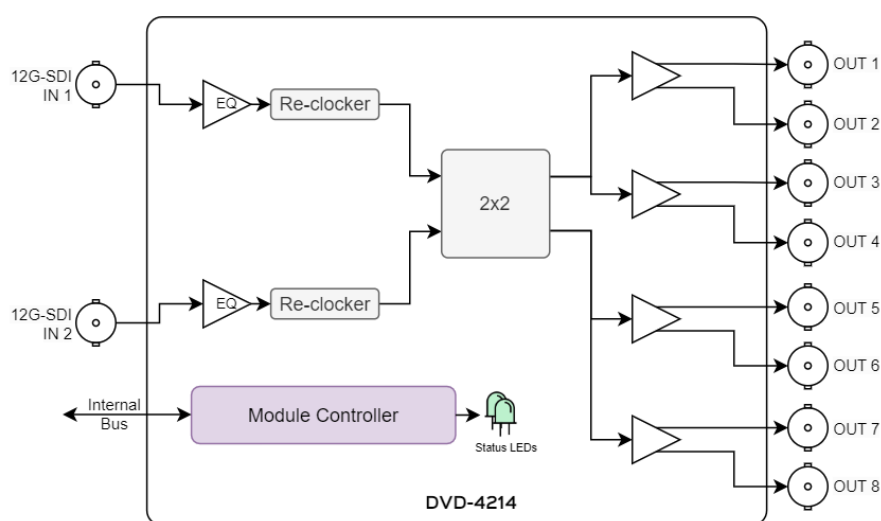 12G-SDI
IN 1
EQ
Re-clocker
2x2
OUT 1
OUT 2
OUT 3
OUT 4
12G-SDI
IN 2
EQ
Re-clocker
OUT 5
OUT 6
OUT 7
OUT 8
Internal
Bus
Module Controller
Status LEDs
DVD-4214